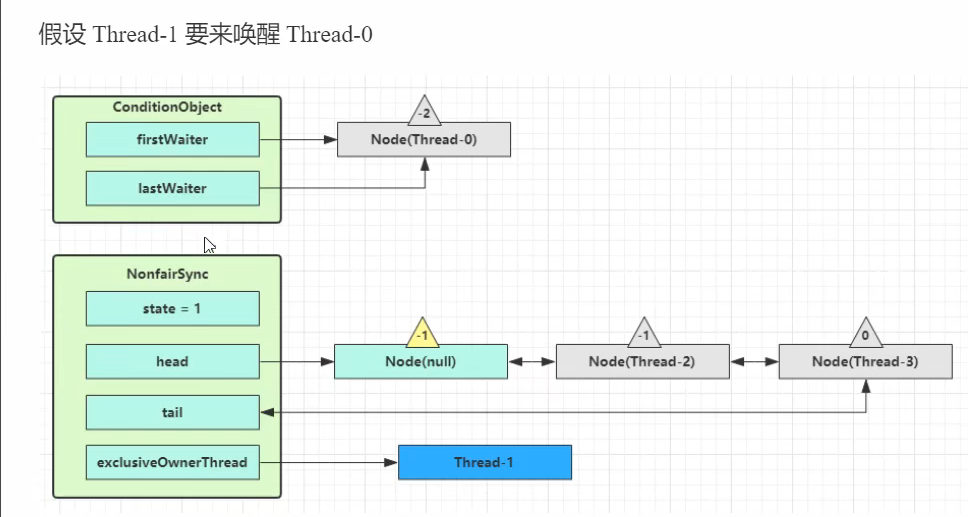 假设 Thread-1 要来唤醒 Thread-0
ConditionObject
-2
firstWaiter
Node(Thread-0)
lastWaiter
NonfairSync
state = 1
-1
-1
0
head
Node(null)
Node(Thread-2)
Node(Thread-3)
tail
exclusiveOwnerThread
Thread-1